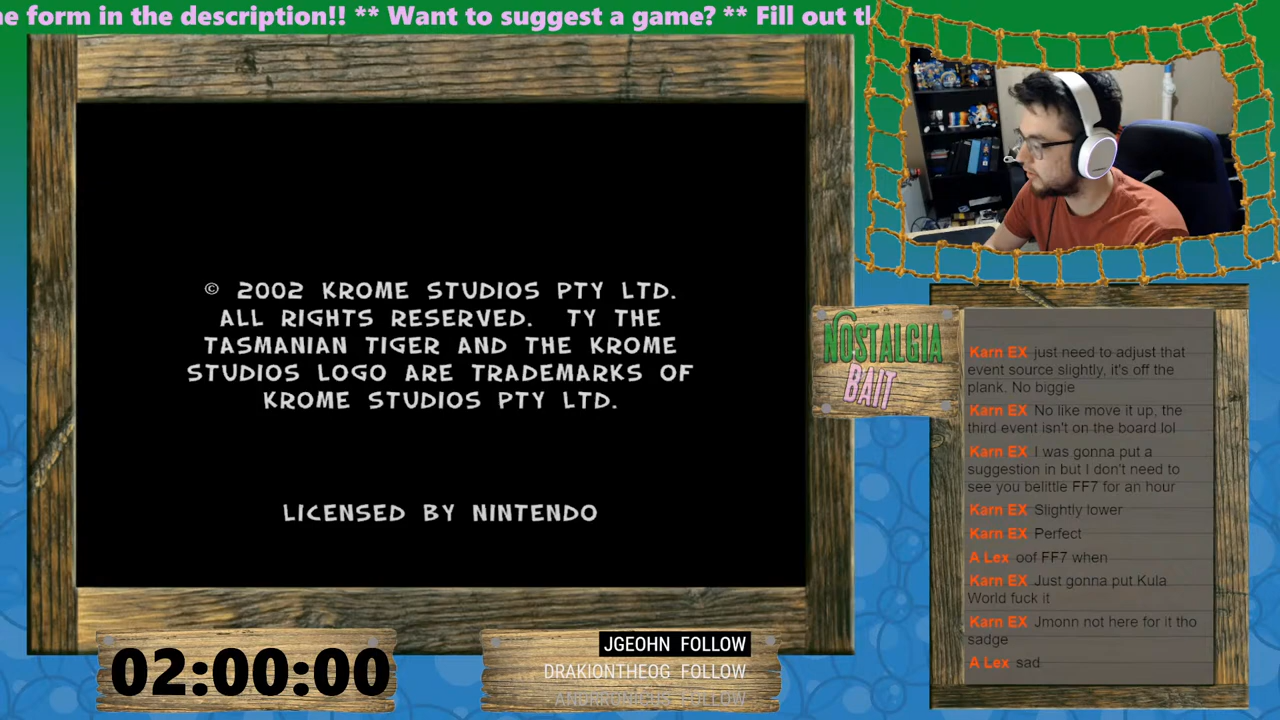 e form in the description!! ** Want to suggest a game? ** Fill out th
© 2002 KROME STUDIOS PTY LTD.
ALL RIGHTS RESERVED. TY THE
TASMANIAN TIGER AND THE KROME
STUDIOS LOGO ARE TRADEMARKS OF
KROME STUDIOS PTY LTD.
LICENSED BY NINTENDO
NOSTALGIA
BAIT
Karn EX just need to adjust that
event source slightly, it's off the
plank. No biggie
Karn EX No like move it up, the
third event isn't on the board lol
Karn EX I was gonna put a
suggestion in but I don't need to
see you belittle FF7 for an hour
Karn EX Slightly lower
Karn EX Perfect
A Lex oof FF7 when
Karn EX Just gonna put Kula
World fuck it
Karn EX Jmonn not here for it tho
sadge
A Lex sad
02:00:00
JGEOHN FOLLOW
DRAKIONTHEOG FOLLOW
FOLLOW